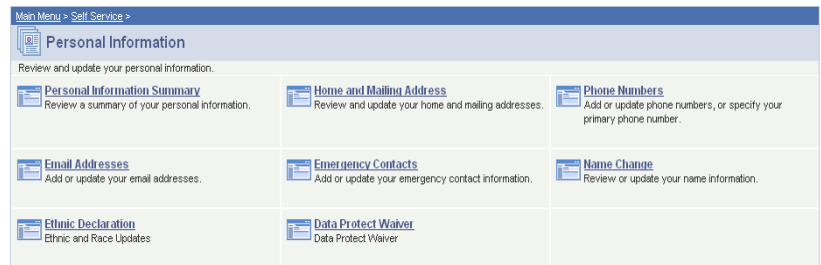 Main Menu > Self Service >
Personal Information
Review and update your personal information.
Personal Information Summary
Review a summary of your personal information.
Home and Mailing Address
Review and update your home and mailing addresses.
Phone Numbers
Add or update phone numbers, or specify your
primary phone number.
Email Addresses
Add or update your email addresses.
Emergency Contacts
Add or update your emergency contact information.
Name Change
Review or update your name information.
Ethnic Declaration
Ethnic and Race Updates
Data Protect Waiver
Data Protect Waiver